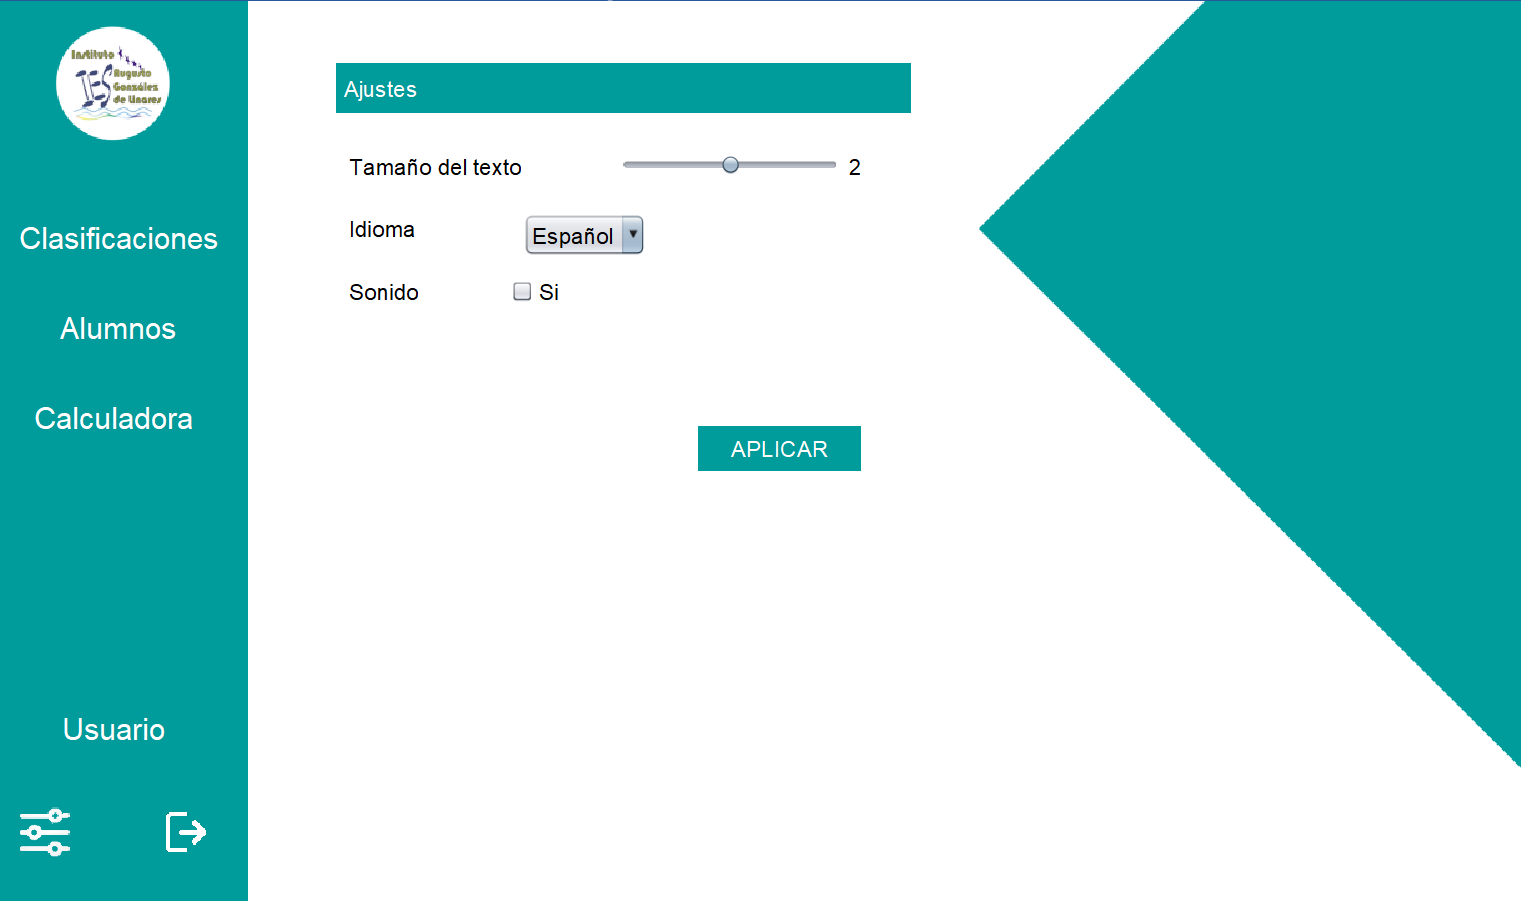 Instituto
IES
Augusto
González
de Linares
Clasificaciones
Alumnos
Calculadora
Usuario
Ajustes
Tamaño del texto 2
Idioma Español
Sonido Si
APLICAR